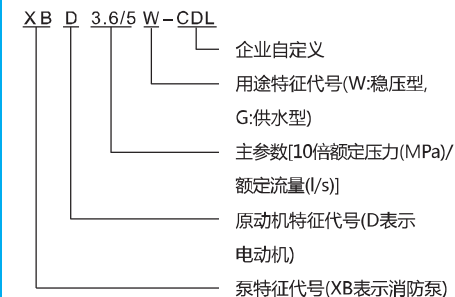 XB D 3.6/5 W-CDL
企业自定义
用途特征代号(W:稳压型,
G:供水型)
主参数[10倍额定压力(MPa)/
额定流量(l/s)]
原动机特征代号(D表示
电动机)
泵特征代号(XB表示消防泵)